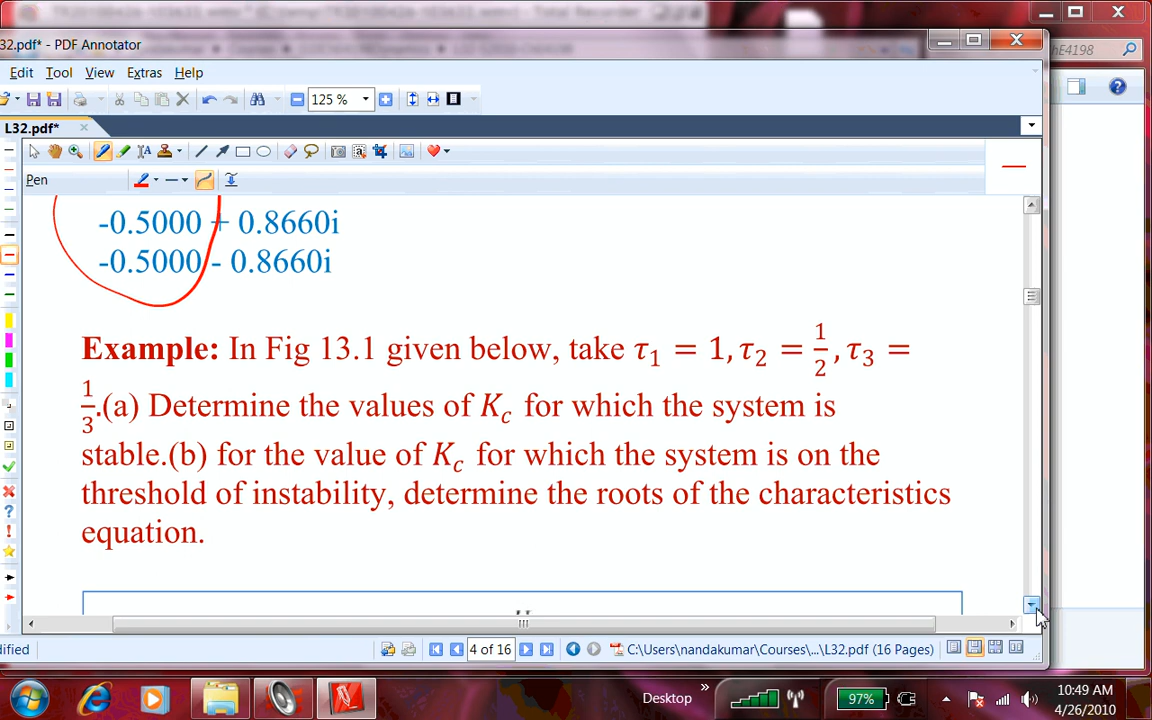 hE4198
32.pdf* - PDF Annotator
Edit Tool View Extras Help
125 %
L32.pdf*
Pen
-0.5000 + 0.8660i
-0.5000 - 0.8660i
Example: In Fig 13.1 given below, take τ₁ = 1, τ₂ = 1/2, τ₃ =
1/3.(a) Determine the values of K_c for which the system is
stable.(b) for the value of K_c for which the system is on the
threshold of instability, determine the roots of the characteristics
equation.
dified 4 of 16 C:\Users\nandakumar\Courses\...\L32.pdf (16 Pages)
Desktop » 97% 10:49 AM
4/26/2010